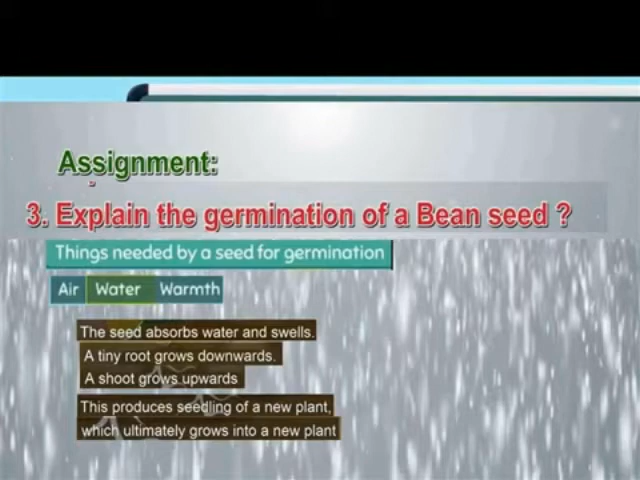 Assignment:
3. Explain the germination of a Bean seed ?
Things needed by a seed for germination
Air Water Warmth
The seed absorbs water and swells.
A tiny root grows downwards.
A shoot grows upwards
This produces seedling of a new plant,
which ultimately grows into a new plant